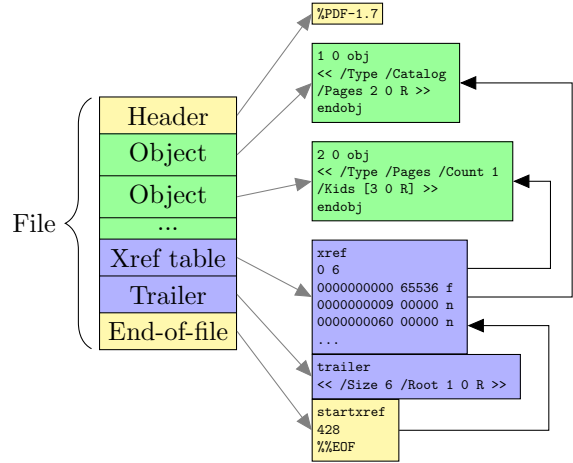 File
Header
Object
Object
...
Xref table
Trailer
End-of-file
%PDF-1.7
1 0 obj
<< /Type /Catalog
/Pages 2 0 R >>
endobj
2 0 obj
<< /Type /Pages /Count 1
/Kids [3 0 R] >>
endobj
xref
0 6
0000000000 65536 f
0000000009 00000 n
0000000060 00000 n
...
trailer
<< /Size 6 /Root 1 0 R >>
startxref
428
%%EOF